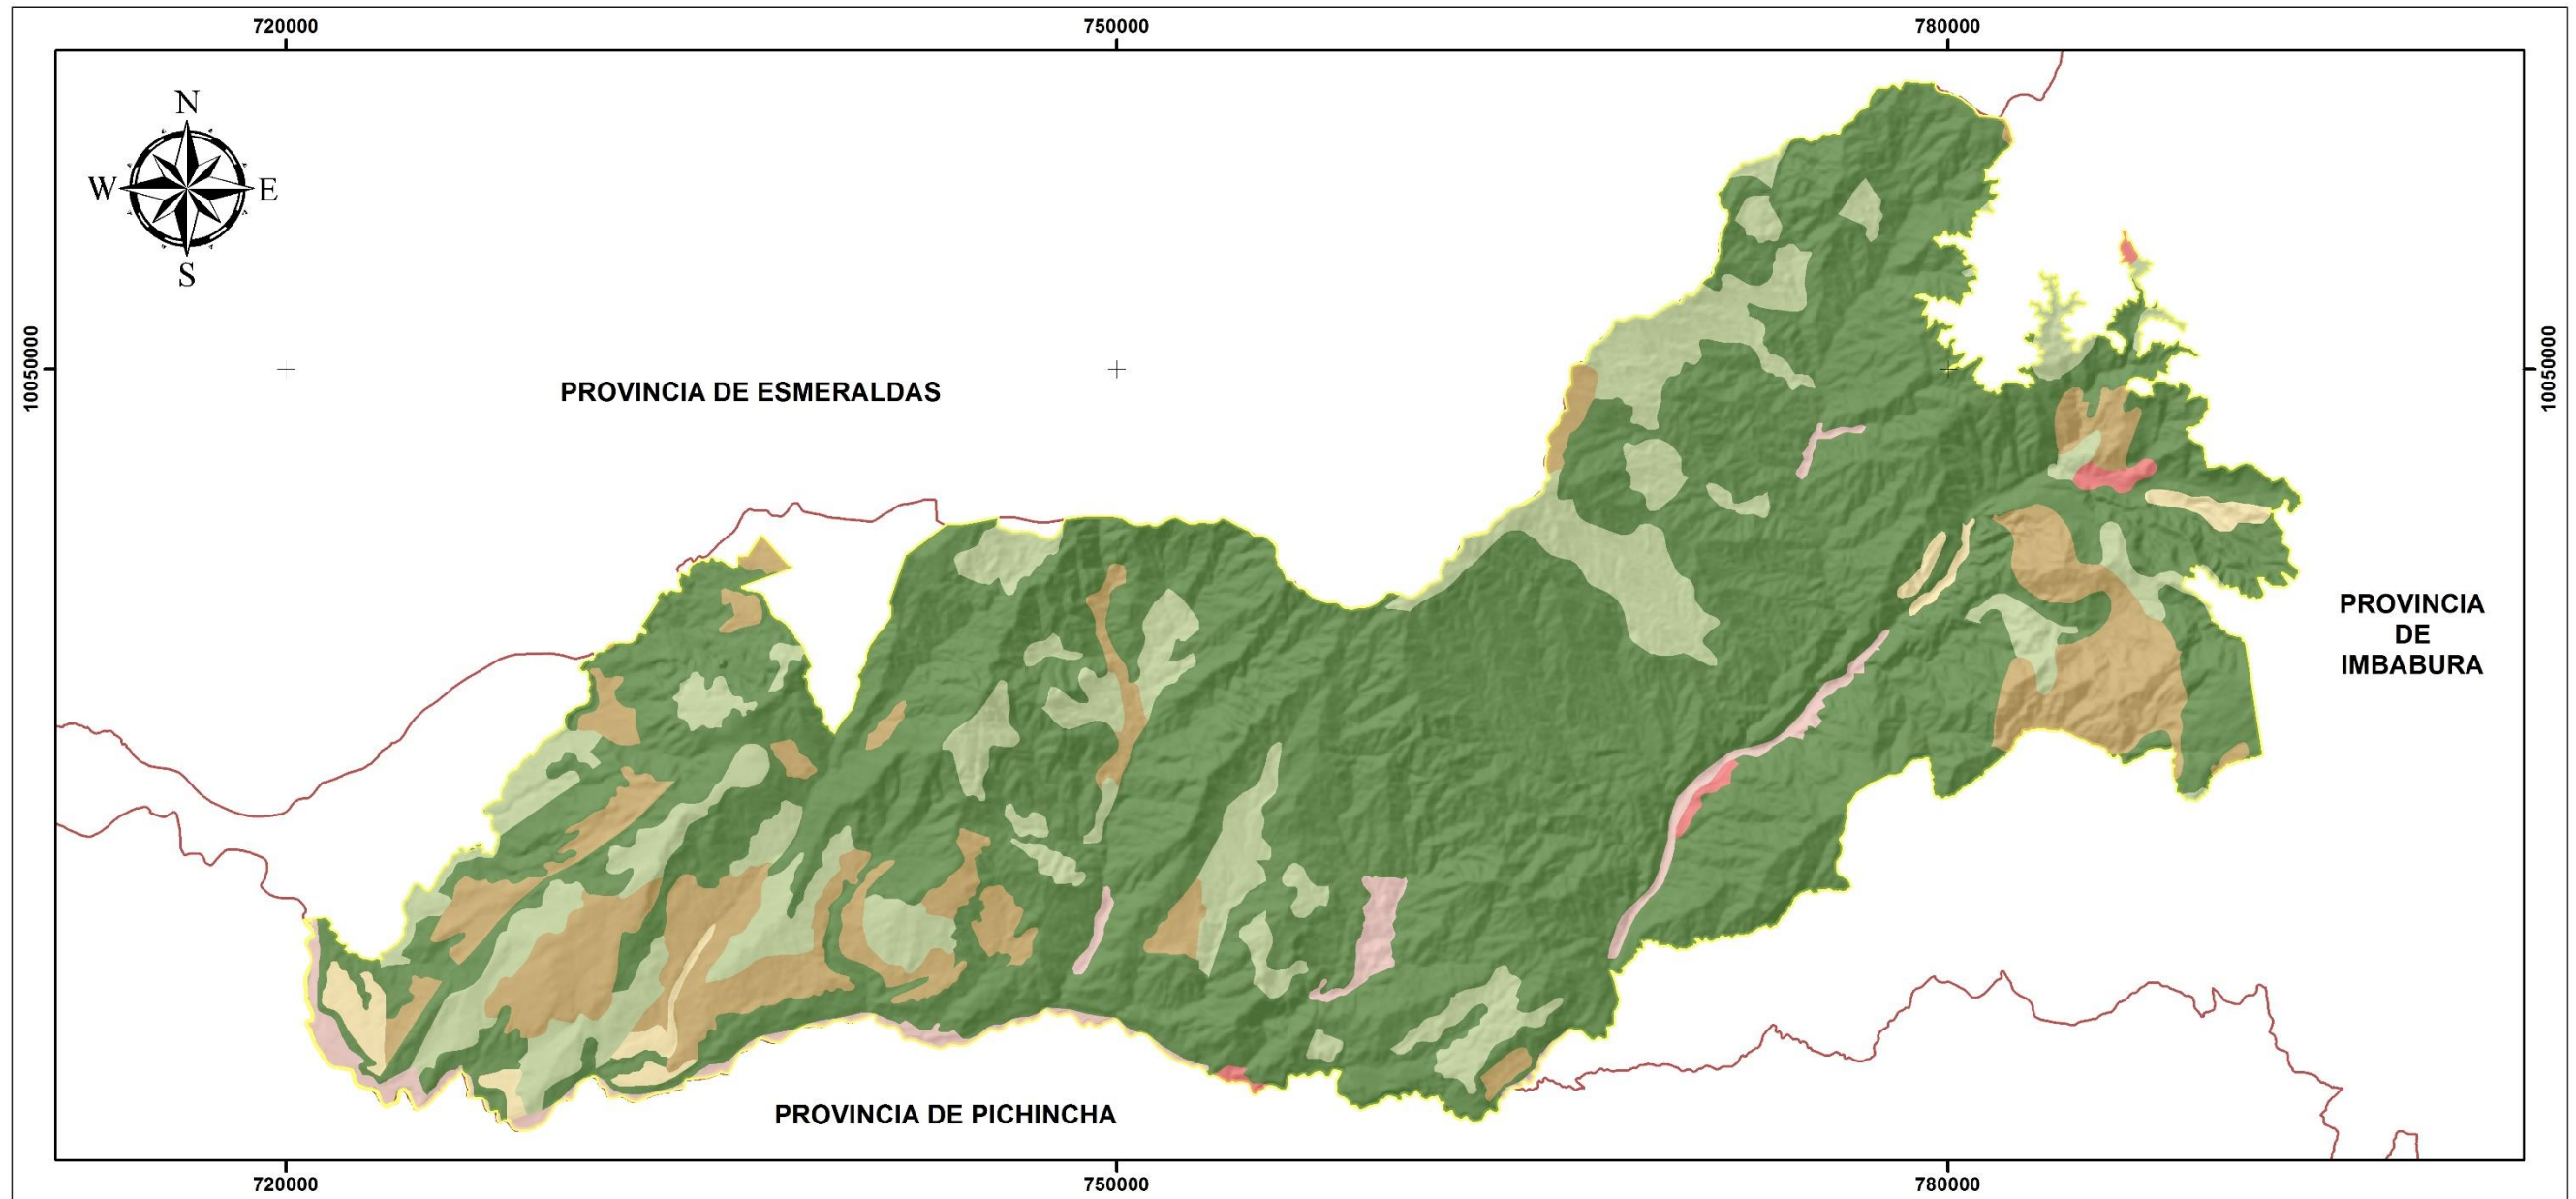 720000 750000 780000
N
W E
S
10050000 10050000
PROVINCIA DE ESMERALDAS
PROVINCIA
DE
IMBABURA
PROVINCIA DE PICHINCHA
720000 750000 780000